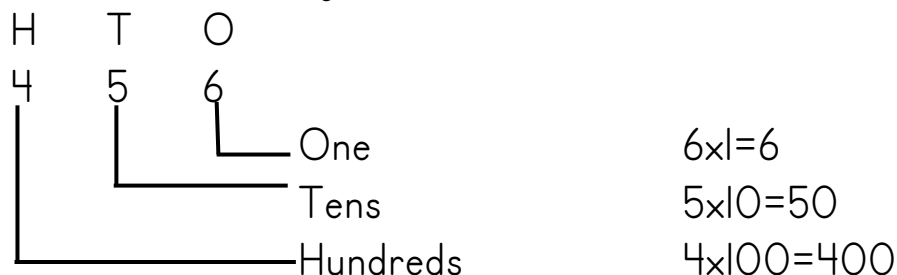 H T O
4 5 6
One 6x1=6
Tens 5x10=50
Hundreds 4x100=400